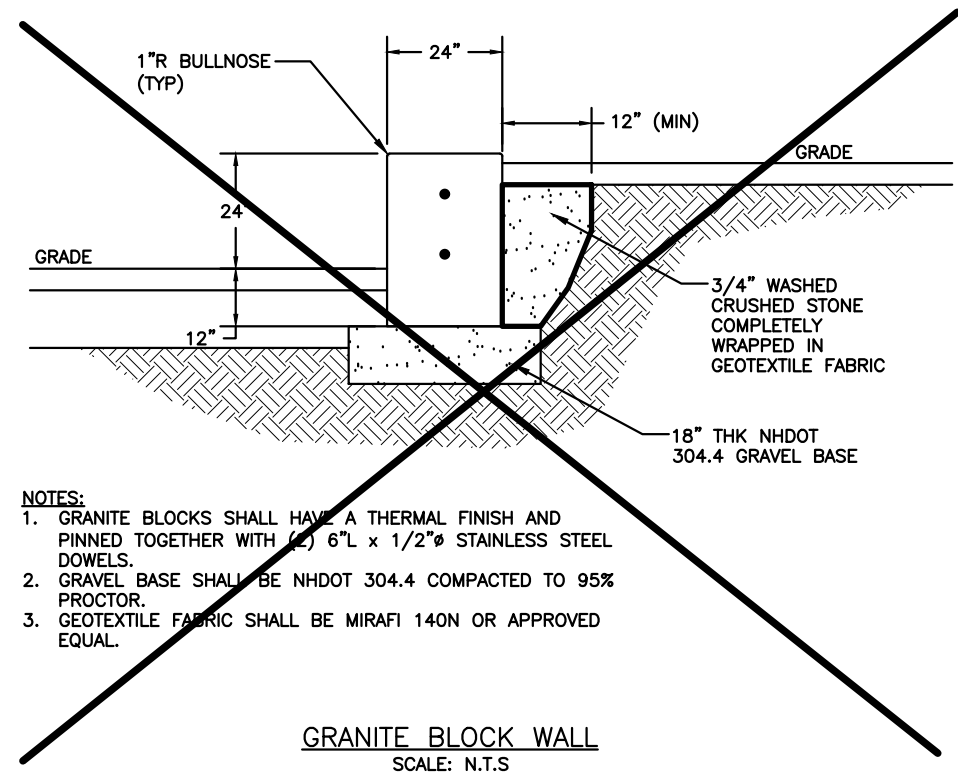 24”
1”R BULLNOSE
(TYP)
12” (MIN)
GRADE
24
GRADE
3/4” WASHED
CRUSHED STONE
COMPLETELY
WRAPPED IN
GEOTEXTILE FABRIC
12”
18” THK NHDOT
304.4 GRAVEL BASE
NOTES:
1. GRANITE BLOCKS SHALL HAVE A THERMAL FINISH AND
PINNED TOGETHER WITH (2) 6”L x 1/2”ø STAINLESS STEEL
DOWELS.
2. GRAVEL BASE SHALL BE NHDOT 304.4 COMPACTED TO 95%
PROCTOR.
3. GEOTEXTILE FABRIC SHALL BE MIRAFI 140N OR APPROVED
EQUAL.
GRANITE BLOCK WALL
SCALE: N.T.S